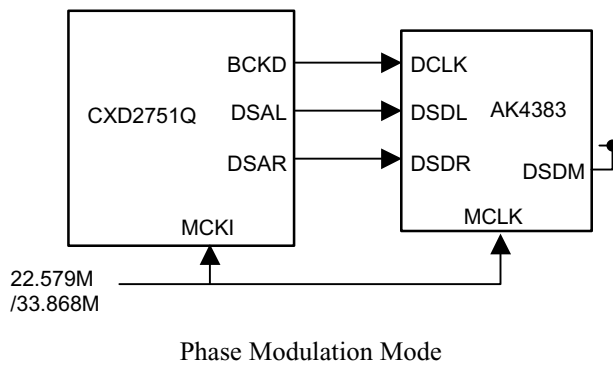 BCKD
DCLK
CXD2751Q
DSAL
DSDL
AK4383
DSAR
DSDR
DSDM
MCKI
MCLK
22.579M
/33.868M
Phase Modulation Mode